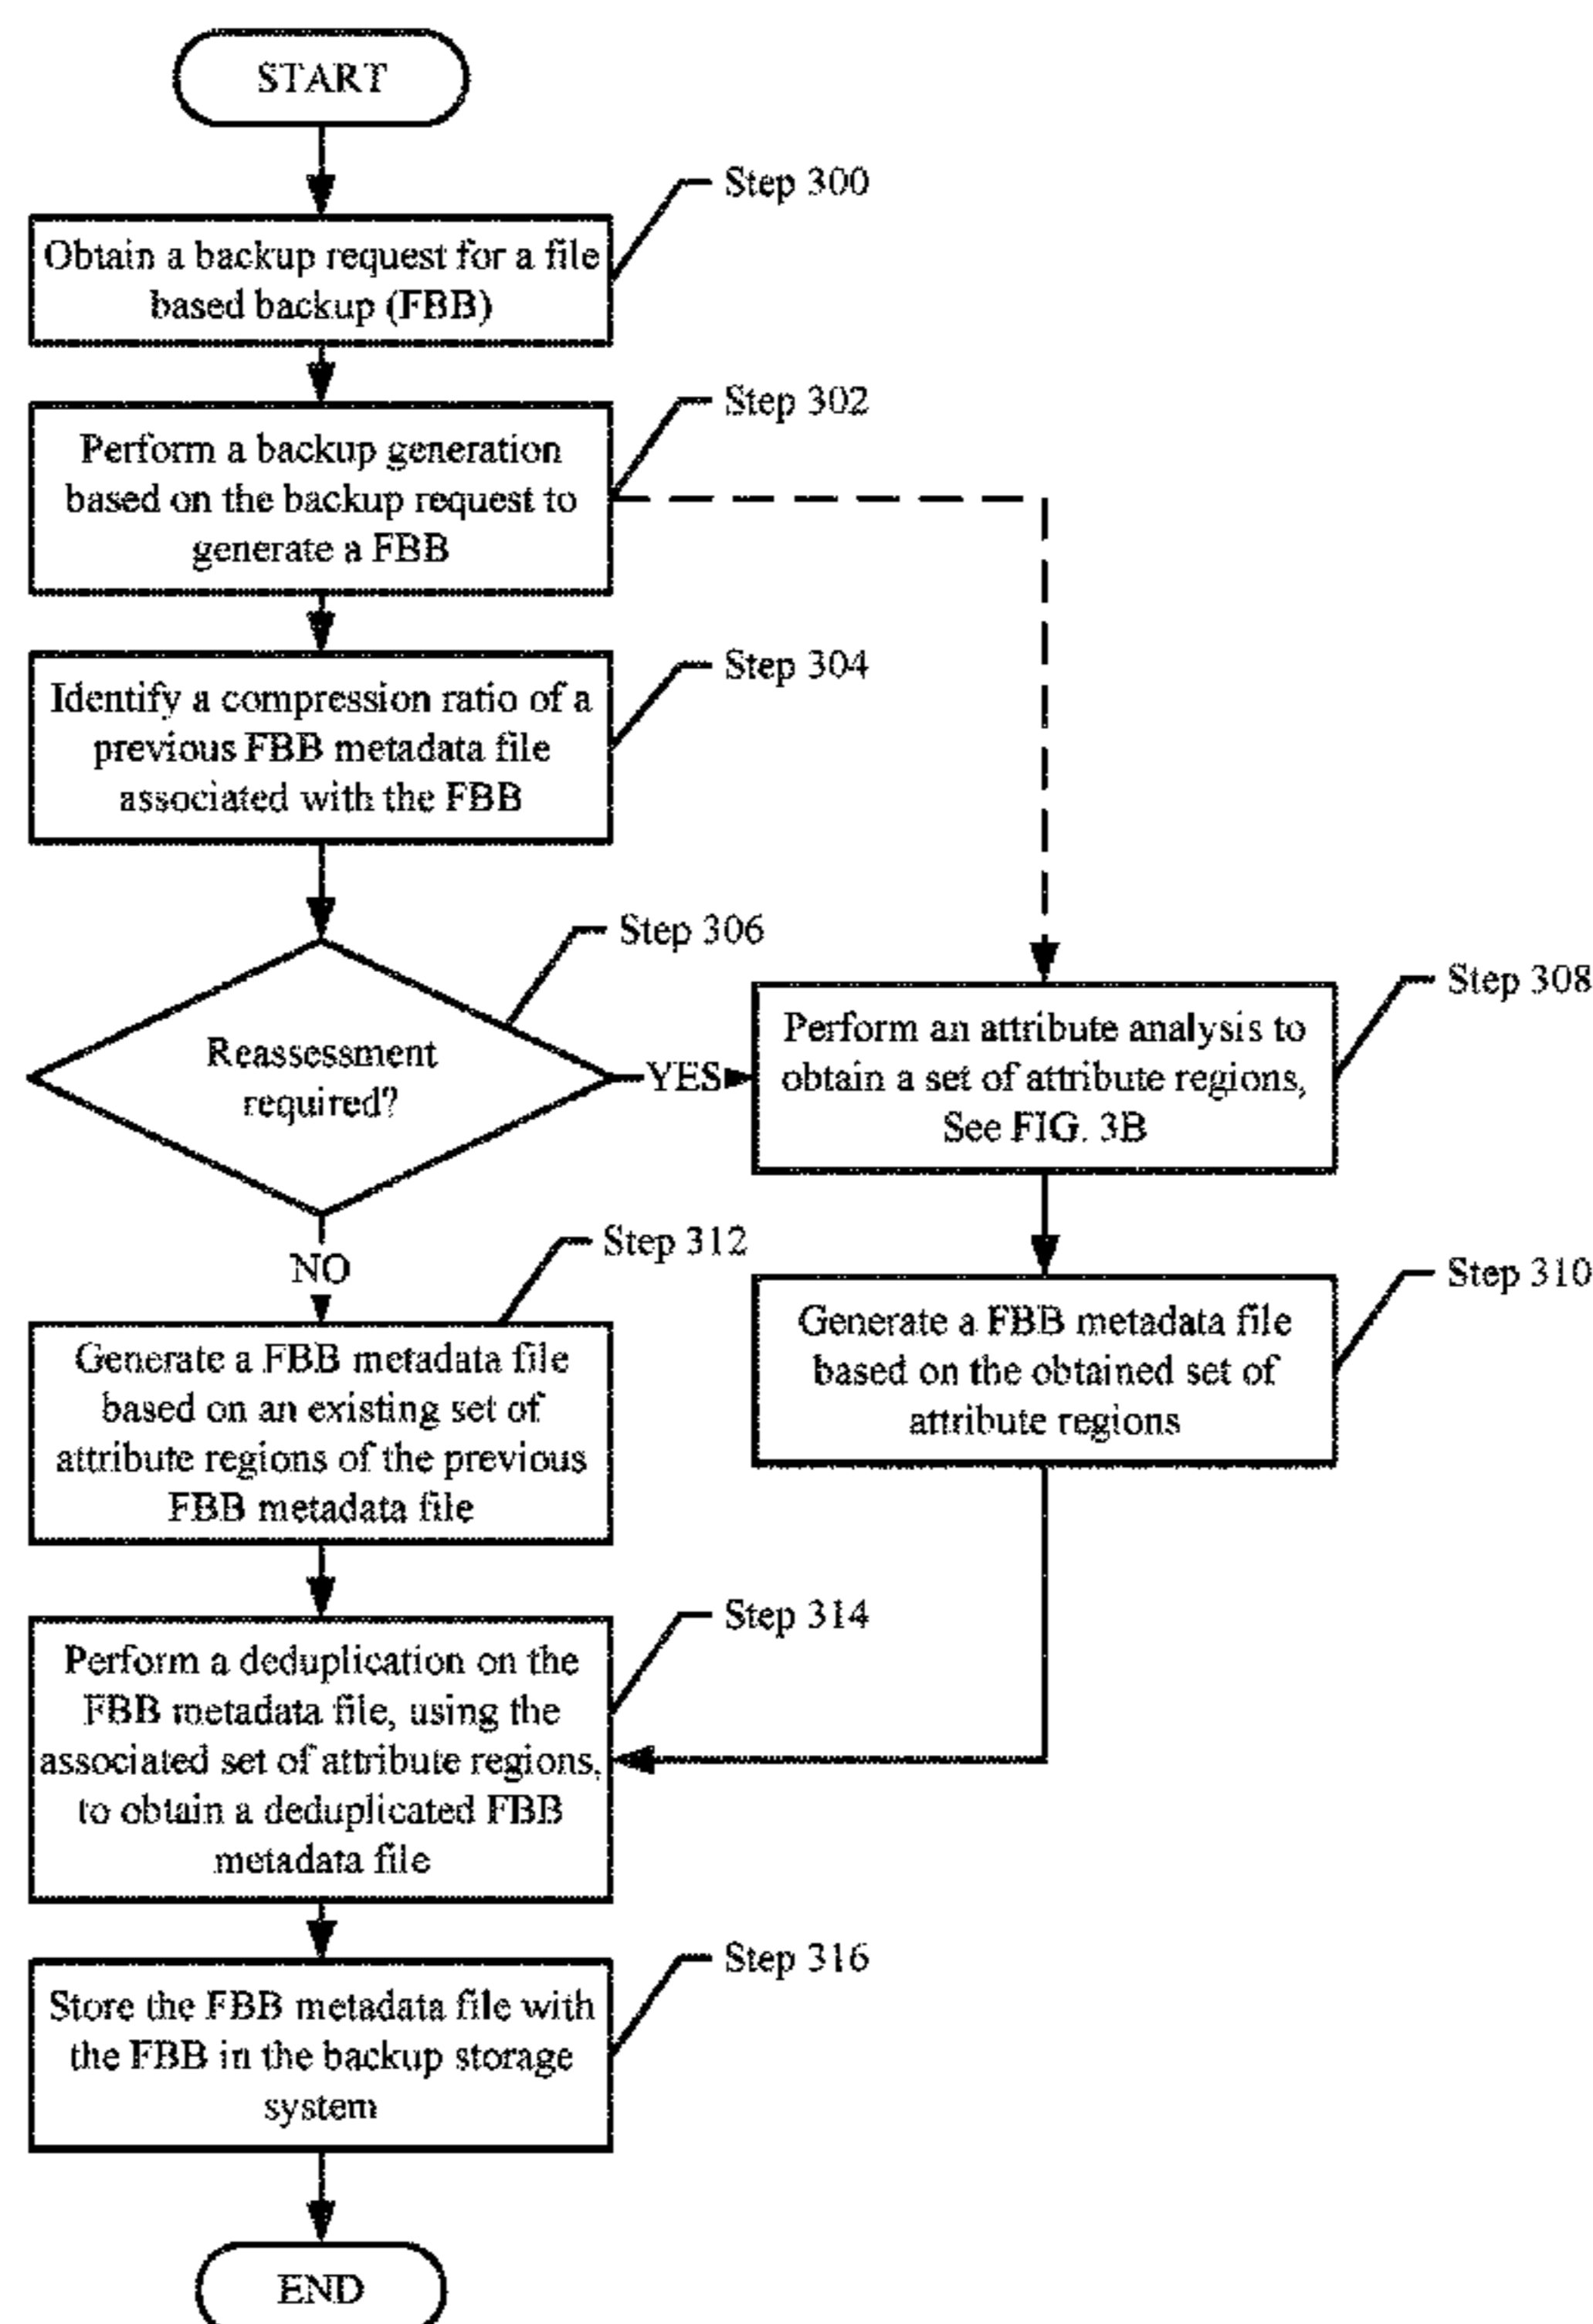 START
Step 300
Obtain a backup request for a file
based backup (FBB)
Step 302
Perform a backup generation
based on the backup request to
generate a FBB
Step 304
Identify a compression ratio of a
previous FBB metadata file
associated with the FBB
Step 306
Reassessment
required?
YES
Step 308
Perform an attribute analysis to
obtain a set of attribute regions,
See FIG. 3B
NO
Step 310
Generate a FBB metadata file
based on the obtained set of
attribute regions
Step 312
Generate a FBB metadata file
based on an existing set of
attribute regions of the previous
FBB metadata file
Step 314
Perform a deduplication on the
FBB metadata file, using the
associated set of attribute regions,
to obtain a deduplicated FBB
metadata file
Step 316
Store the FBB metadata file with
the FBB in the backup storage
system
END